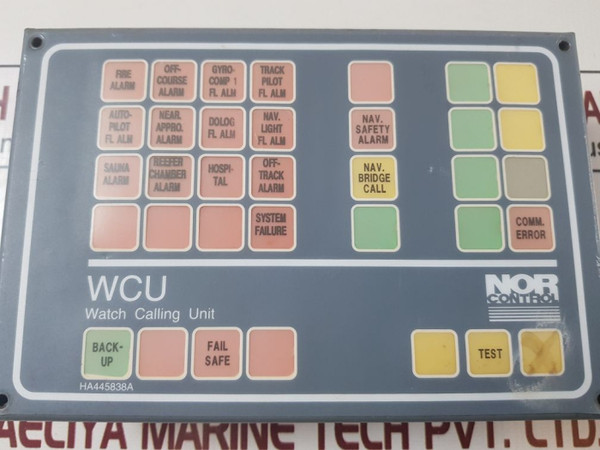 FIRE
ALARM
OFF-
COURSE
ALARM
GYRO-
COMP 1
FL ALM
TRACK
PILOT
FL ALM
AUTO-
PILOT
FL ALM
NEAR.
APPRO.
ALARM
DOLOG
FL ALM
NAV.
LIGHT
FL ALM
NAV.
SAFETY
ALARM
SAUNA
ALARM
REEFER
CHAMBER
ALARM
HOSPI-
TAL
OFF-
TRACK
ALARM
NAV.
BRIDGE
CALL
SYSTEM
FAILURE
COMM.
ERROR
WCU
Watch Calling Unit
NOR
CONTROL
BACK-
UP
FAIL
SAFE
TEST
HA445838A
AELIYA MARINE TECH PVT. LTD.